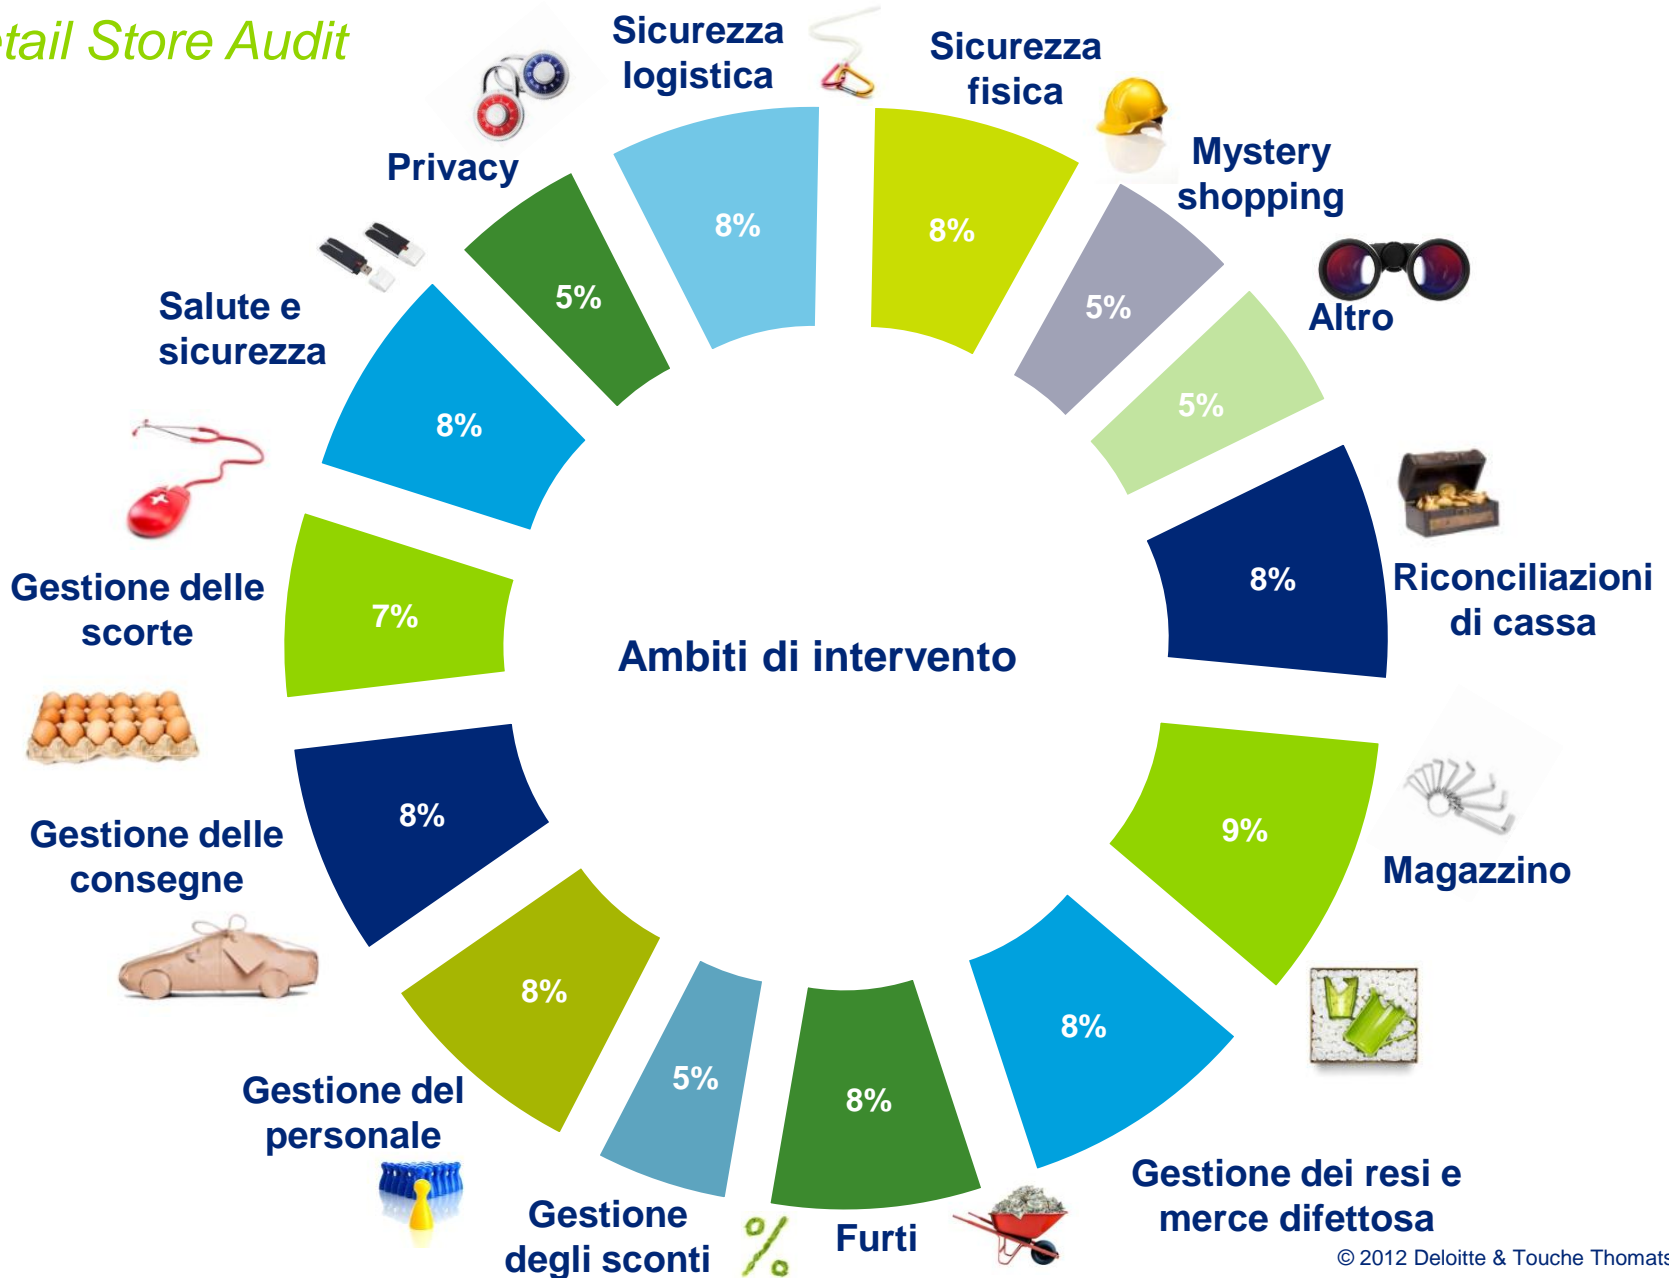 etail Store Audit
Sicurezza
logistica
Sicurezza
fisica
Mystery
shopping
Privacy
Altro
Salute e
sicurezza
8%
8%
5%
5%
5%
8%
8%
7%
8%
9%
8%
8%
8%
5%
8%
Riconciliazioni
di cassa
Gestione delle
scorte
Ambiti di intervento
Gestione delle
consegne
Magazzino
Gestione del
personale
Gestione
degli sconti
Furti
Gestione dei resi e
merce difettosa
© 2012 Deloitte & Touche Thomats